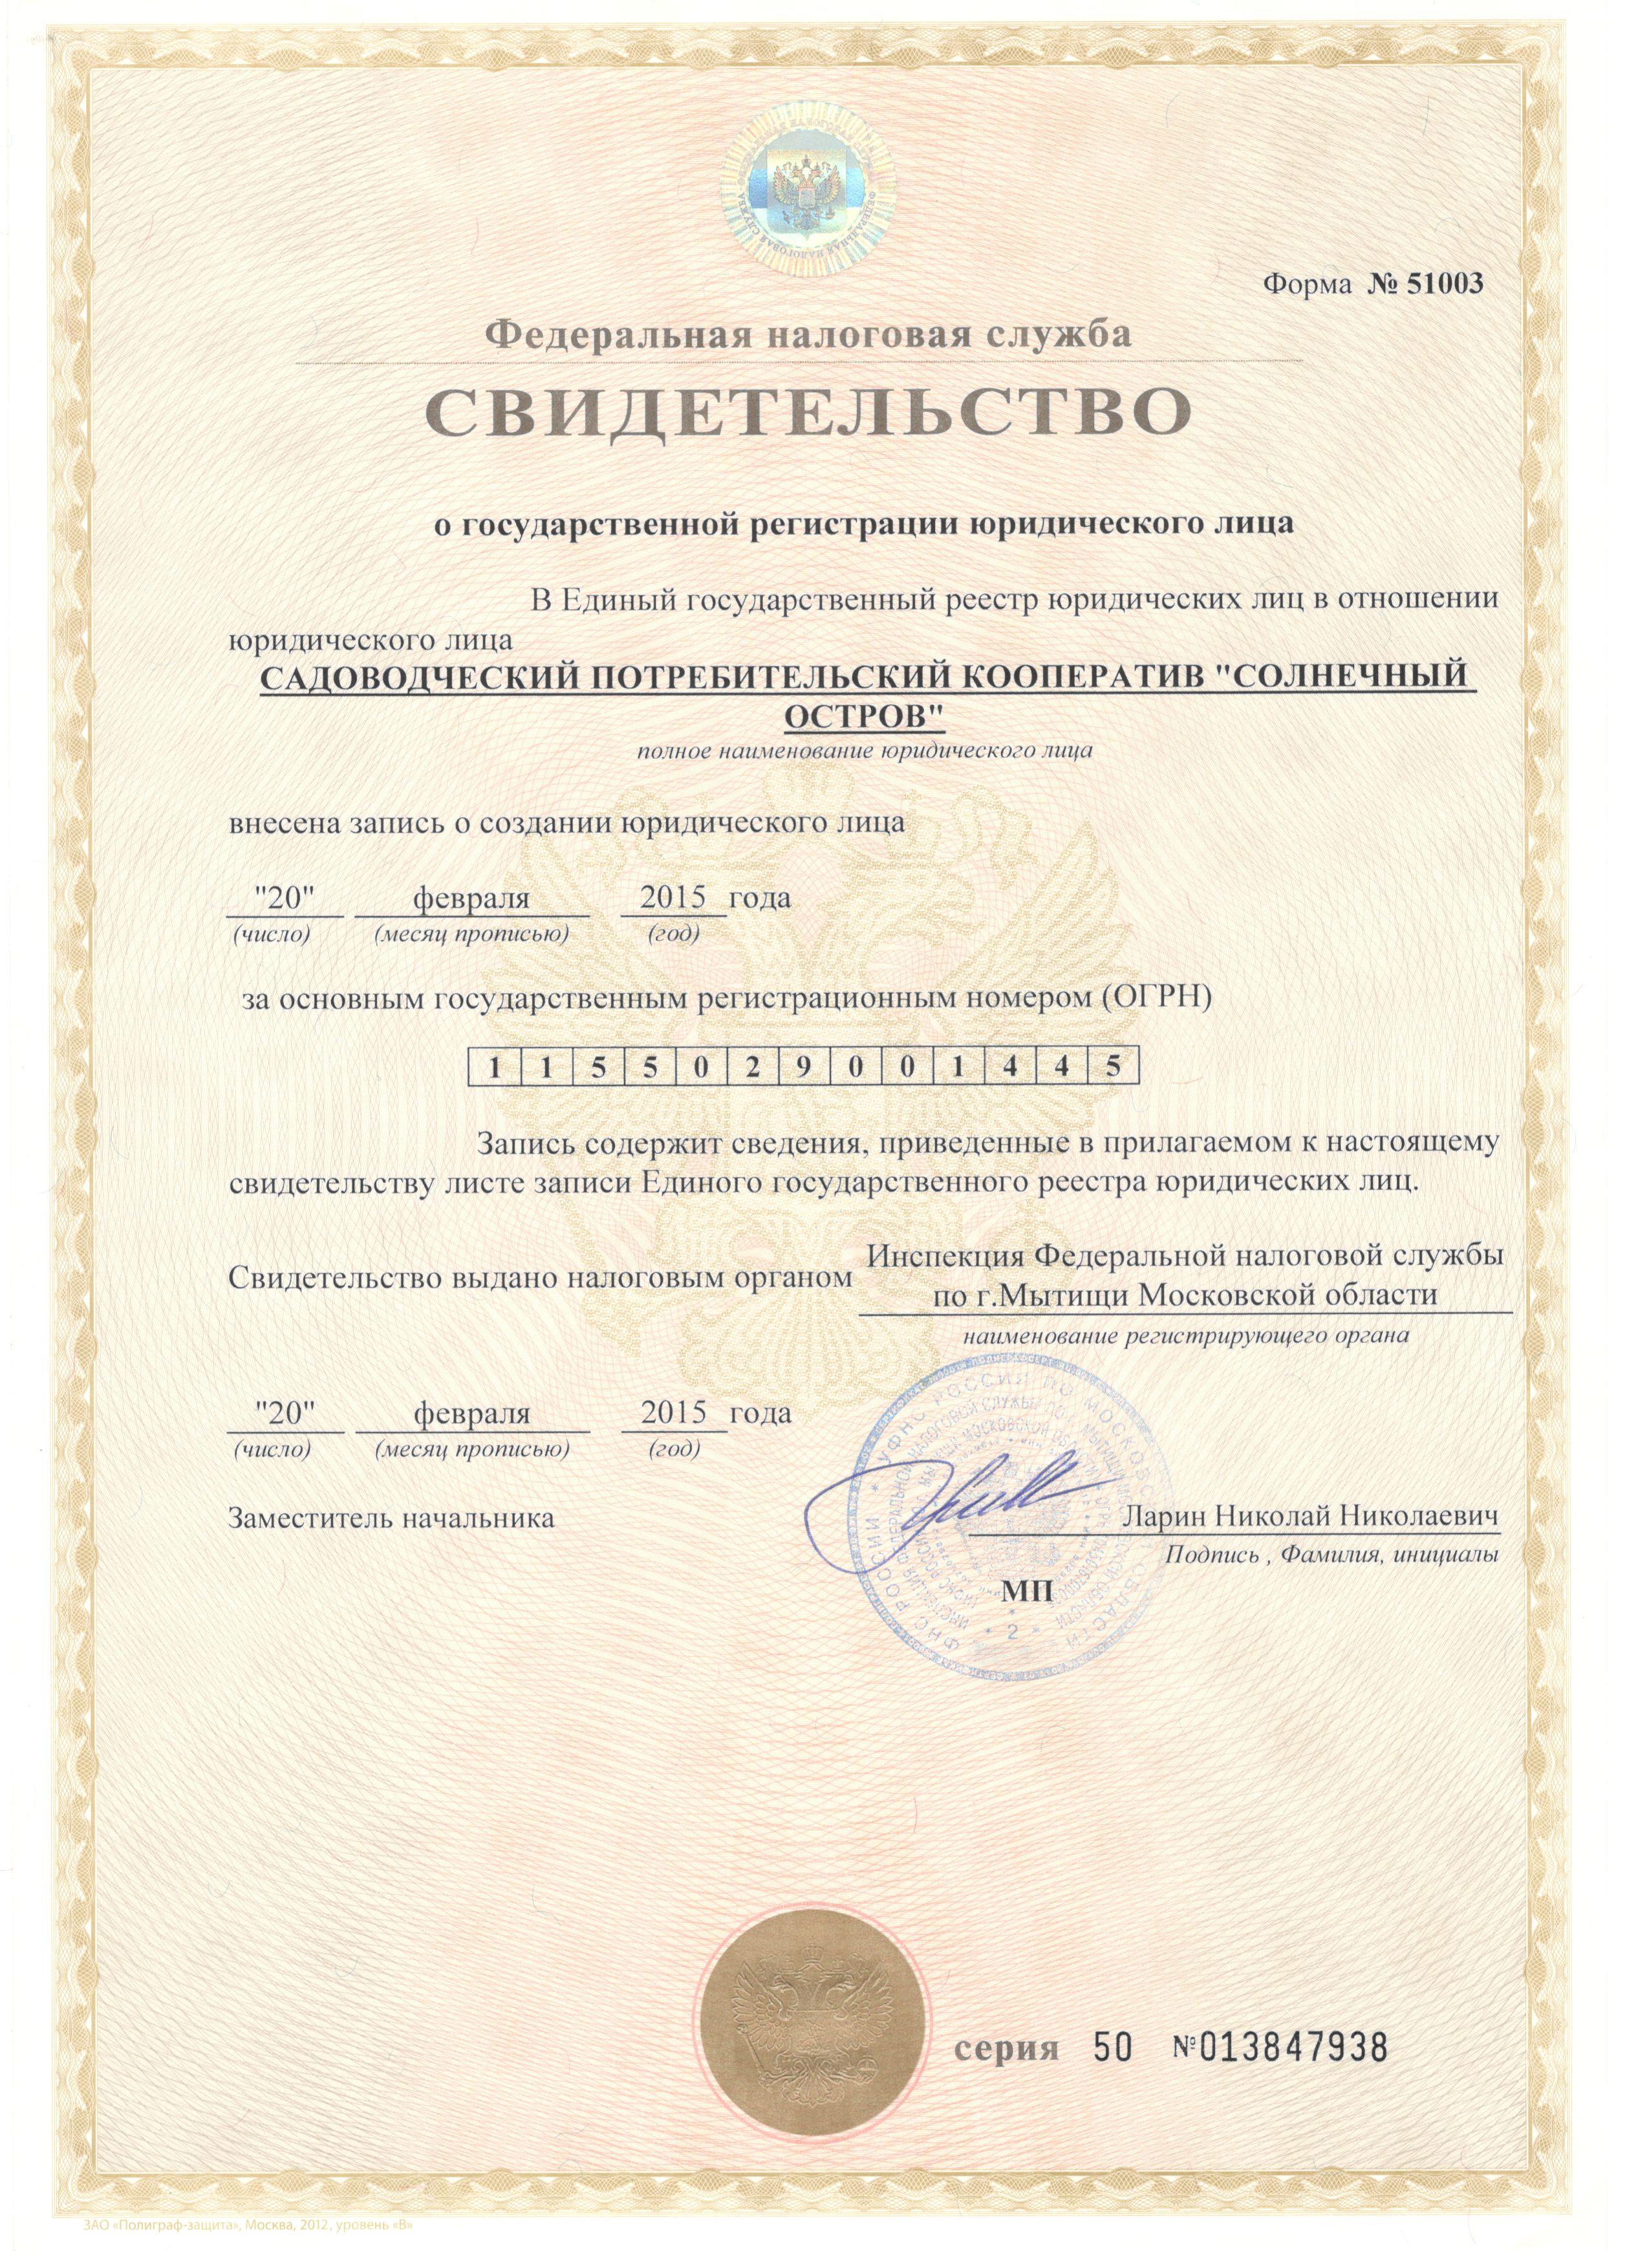 Форма № 51003
Федеральная налоговая служба
СВИДЕТЕЛЬСТВО
о государственной регистрации юридического лица
В Единый государственный реестр юридических лиц в отношении
юридического лица
САДОВОДЧЕСКИЙ ПОТРЕБИТЕЛЬСКИЙ КООПЕРАТИВ "СОЛНЕЧНЫЙ
ОСТРОВ"
полное наименование юридического лица
внесена запись о создании юридического лица
"20" февраля 2015 года
(число) (месяц прописью) (год)
за основным государственным регистрационным номером (ОГРН)
1 1 5 5 0 2 9 0 0 1 4 4 5
Запись содержит сведения, приведенные в прилагаемом к настоящему
свидетельству листе записи Единого государственного реестра юридических лиц.
Свидетельство выдано налоговым органом
Инспекция Федеральной налоговой службы
по г.Мытищи Московской области
наименование регистрирующего органа
"20" февраля 2015 года
(число) (месяц прописью) (год)
Заместитель начальника
Ларин Николай Николаевич
Подпись , Фамилия, инициалы
МП
серия 50 №013847938
ЗАО «Полиграф-защита», Москва, 2012, уровень «В»